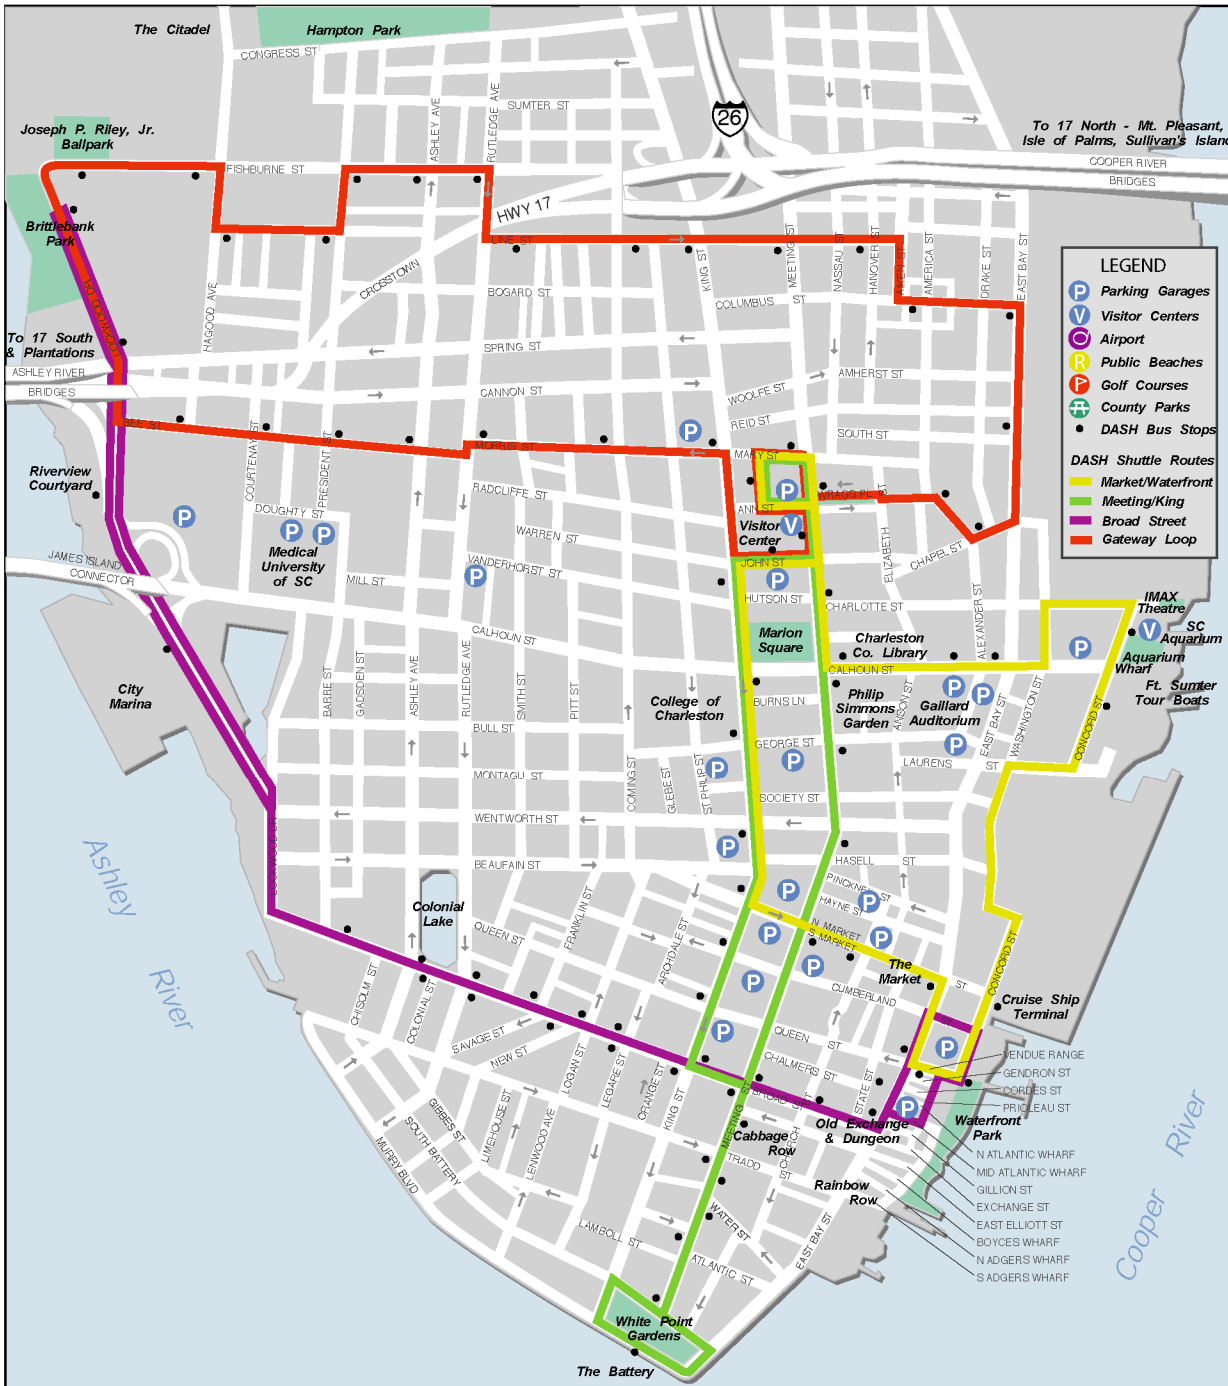 The Citadel
Hampton Park
CONGRESS ST
SUMTER ST
ASHLEY AVE
RUTLEDGE AVE
26
Joseph P. Riley, Jr.
Ballpark
To 17 North - Mt. Pleasant,
Isle of Palms, Sullivan's Island
COOPER RIVER
BRIDGES
FISHBURNE ST
HWY 17
Brittlebank
Park
LINE ST
CROSSTOWN
KING ST
MEETING ST
NASSAU ST
HANOVER ST
AMEN ST
AMERICA ST
DRAKE ST
EAST BAY ST
LEGEND
P Parking Garages
V Visitor Centers
Airport
R Public Beaches
Golf Courses
County Parks
DASH Bus Stops
DASH Shuttle Routes
Market/Waterfront
Meeting/King
Broad Street
Gateway Loop
BOGARD ST
COLUMBUS ST
HAGOOD AVE
LOCKWOOD DR
To 17 South
& Plantations
ASHLEY RIVER
BRIDGES
SPRING ST
CANNON ST
WOOLFE ST
AMHERST ST
REID ST
SOUTH ST
BEE ST
MORRIS ST
MARY ST
COURTENAY ST
PRESIDENT ST
Riverview
Courtyard
RADCLIFFE ST
WRAGG PL ST
ANN ST
DOUGHTY ST
WARREN ST
Visitor
Center
Medical
University
of SC
VANDERHORST ST
JOHN ST
ELIZABETH
CHAPEL ST
JAMES ISLAND
CONNECTOR
MILL ST
HUTSON ST
CHARLOTTE ST
ALEXANDER ST
IMAX
Theatre
SC
Aquarium
CALHOUN ST
Marion
Square
Charleston
Co. Library
CALHOUN ST
Aquarium
Wharf
Ft. Sumter
Tour Boats
City
Marina
BARRE ST
GADSDEN ST
ASHLEY AVE
RUTLEDGE AVE
SMITH ST
PITT ST
College of
Charleston
BURNS LN
Philip
Simmons
Garden
ANSON ST
Gaillard
Auditorium
EAST BAY ST
WASHINGTON ST
CONCORD ST
BULL ST
GEORGE ST
LAURENS ST
MONTAGU ST
COMING ST
GLEBE ST
ST PHILIP ST
SOCIETY ST
WENTWORTH ST
LOCKWOOD DR
BEAUFAIN ST
HASELL ST
PINCKNEY ST
HAYNE ST
N MARKET
S MARKET
Ashley
River
Colonial
Lake
QUEEN ST
FRANKLIN ST
ARCHDALE ST
The
Market
CUMBERLAND ST
CONCORD ST
Cruise Ship
Terminal
CHISOLM ST
COLONIAL ST
SAVAGE ST
NEW ST
LOGAN ST
LEGARE ST
ORANGE ST
KING ST
MEETING ST
QUEEN ST
CHALMERS ST
STATE ST
BROAD ST
VENDUE RANGE
GENDRON ST
CORDES ST
PRIOLEAU ST
Waterfront
Park
Old Exchange
& Dungeon
Cabbage
Row
GIBBES ST
SOUTH BATTERY
MURRY BLVD
LIMEHOUSE ST
LENWOOD AVE
TRADD ST
CHURCH ST
N ATLANTIC WHARF
MID ATLANTIC WHARF
GILLION ST
EXCHANGE ST
EAST ELLIOTT ST
BOYCES WHARF
N ADGERS WHARF
S ADGERS WHARF
Rainbow
Row
WATER ST
LAMBOLL ST
ATLANTIC ST
EAST BAY ST
Cooper
River
White Point
Gardens
The Battery